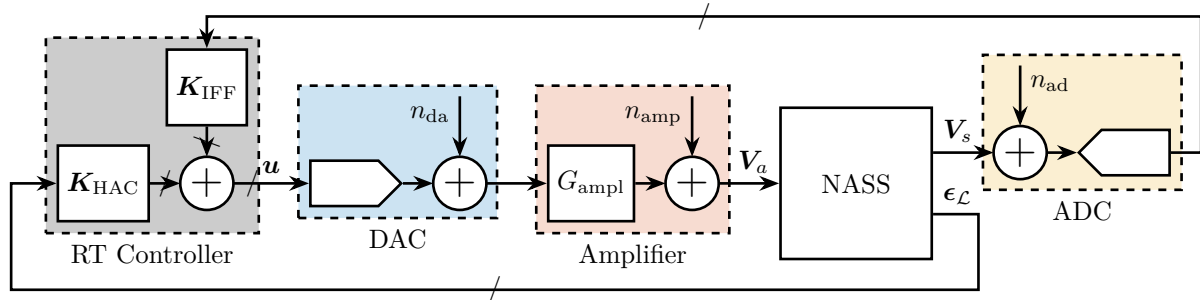 K_IFF
K_HAC
+
u
RT Controller
n_da
+
DAC
n_amp
G_ampl
+
Amplifier
V_a
NASS
V_s
ϵ_ℒ
n_ad
+
ADC